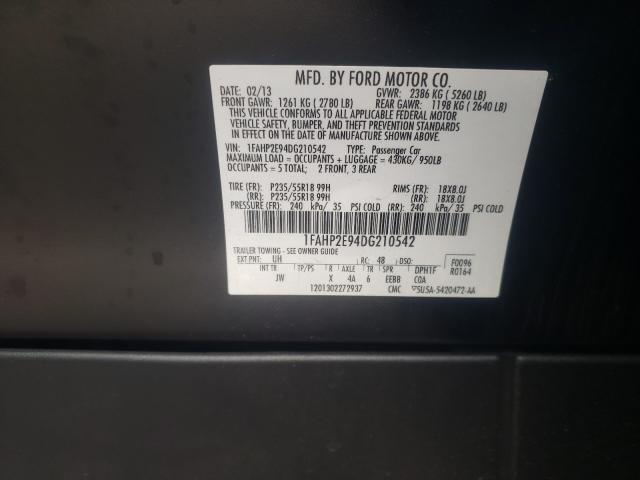 MFD. BY FORD MOTOR CO.
DATE: 02/13 GVWR: 2386 KG ( 5260 LB)
FRONT GAWR: 1261 KG ( 2780 LB) REAR GAWR: 1198 KG ( 2640 LB)
THIS VEHICLE CONFORMS TO ALL APPLICABLE FEDERAL MOTOR
VEHICLE SAFETY, BUMPER, AND THEFT PREVENTION STANDARDS
IN EFFECT ON THE DATE OF MANUFACTURE SHOWN ABOVE.
VIN: 1FAHP2E94DG210542 TYPE: Passenger Car
MAXIMUM LOAD = OCCUPANTS + LUGGAGE = 430KG/ 950LB
OCCUPANTS = 5 TOTAL; 2 FRONT, 3 REAR
TIRE (FR): P235/55R18 99H RIMS (FR): 18X8.0J
(RR): P235/55R18 99H (RR): 18X8.0J
PRESSURE (FR): 240 kPa/ 35 PSI COLD (RR): 240 kPa/ 35 PSI COLD
1FAHP2E94DG210542
TRAILER TOWING - SEE OWNER GUIDE
EXT PNT: UH RC: 48 DSO: F0096
INT TR TP/PS R AXLE TR SPR DPH1F R0164
JW X 4A 6 EEBB CQA
1201302272937 CMC ▽5U5A-5420472-AA